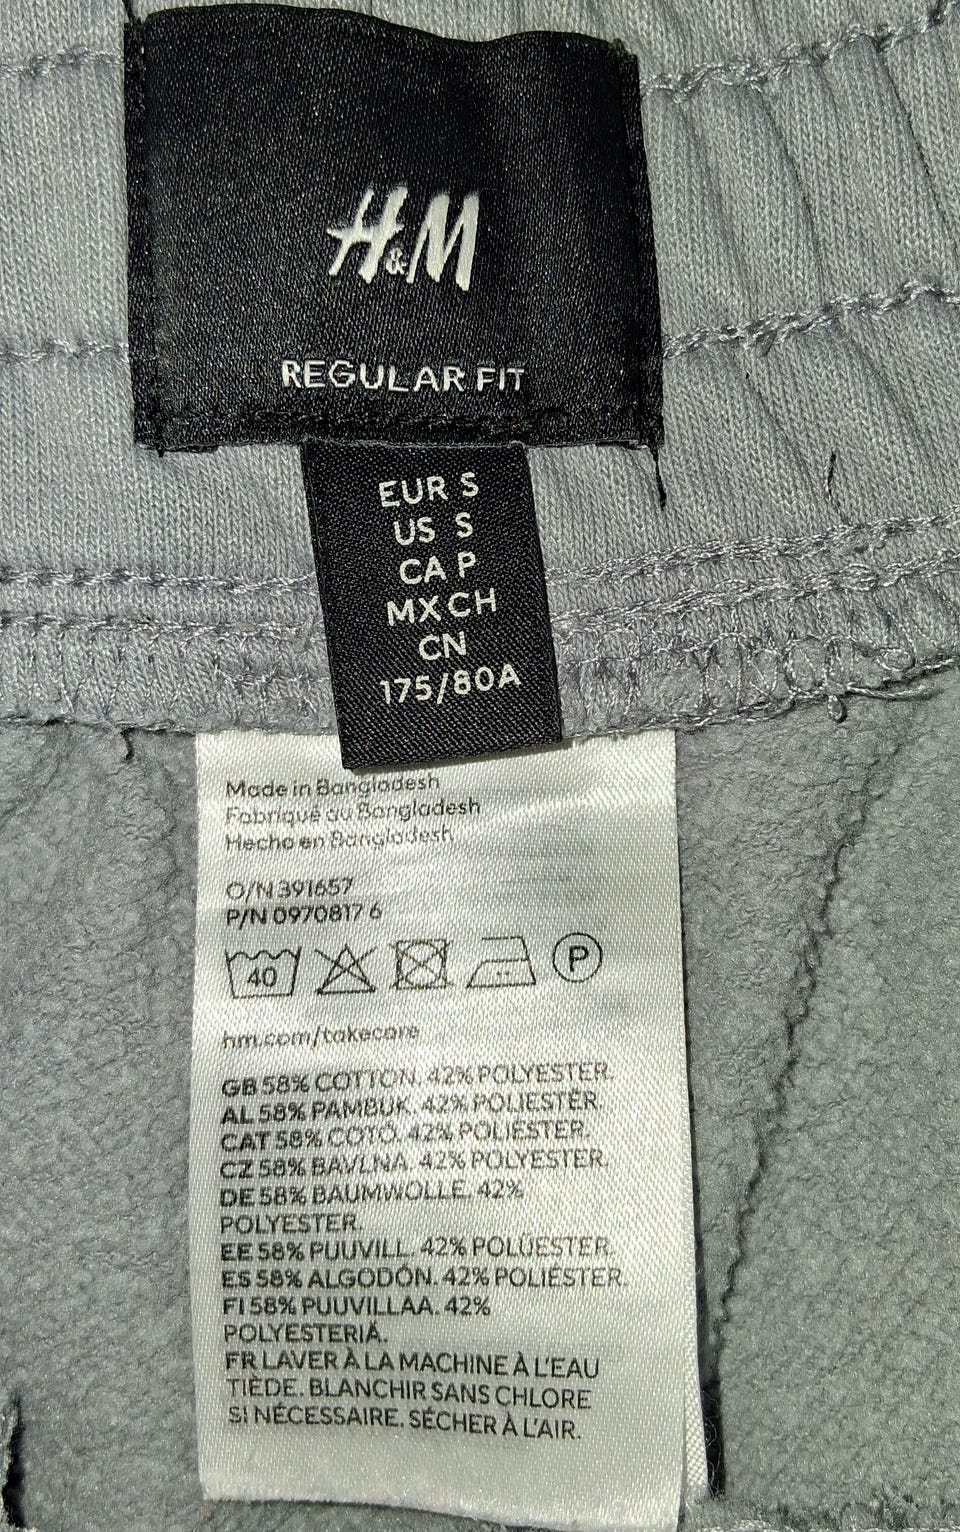 H&M
REGULAR FIT
EUR S
US S
CA P
MX CH
CN
175/80A
Made in Bangladesh
Fabriqué au Bangladesh
Hecho en Bangladesh
O/N 391657
P/N 0970817 6
40 P
hm.com/takecare
GB 58% COTTON. 42% POLYESTER.
AL 58% PAMBUK. 42% POLIESTËR.
CAT 58% COTÓ. 42% POLIÈSTER.
CZ 58% BAVLNA. 42% POLYESTER.
DE 58% BAUMWOLLE. 42%
POLYESTER.
EE 58% PUUVILL. 42% POLÜESTER.
ES 58% ALGODÓN. 42% POLIÉSTER.
FI 58% PUUVILLAA. 42%
POLYESTERIÄ.
FR LAVER À LA MACHINE À L'EAU
TIÈDE. BLANCHIR SANS CHLORE
SI NÉCESSAIRE. SÉCHER À L'AIR.